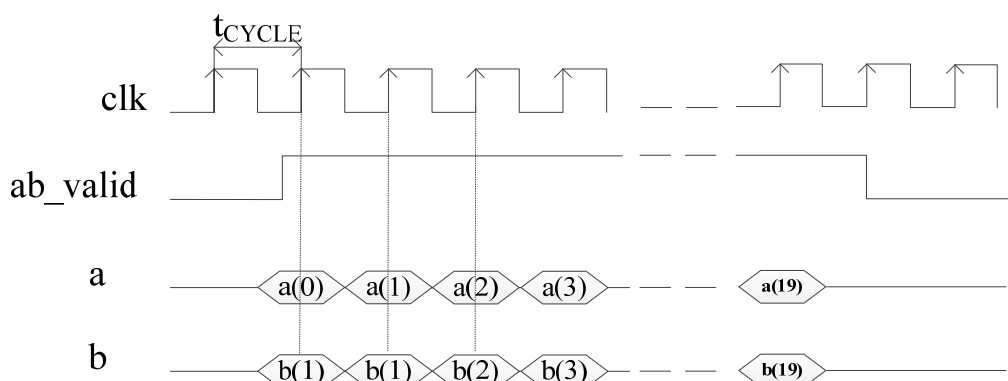 tCYCLE
clk
ab_valid
a a(0) a(1) a(2) a(3) a(19)
b b(1) b(1) b(2) b(3) b(19)